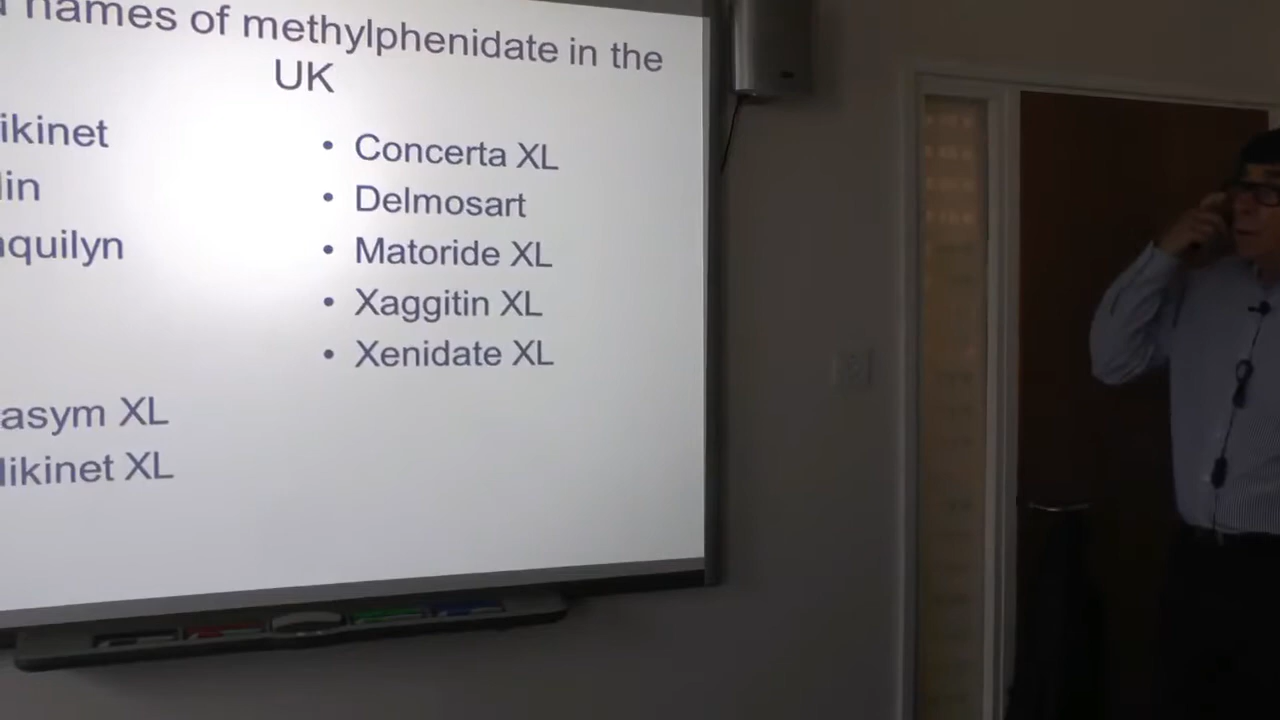 names of methylphenidate in the
UK
ikinet
lin
quilyn
asym XL
likinet XL
• Concerta XL
• Delmosart
• Matoride XL
• Xaggitin XL
• Xenidate XL